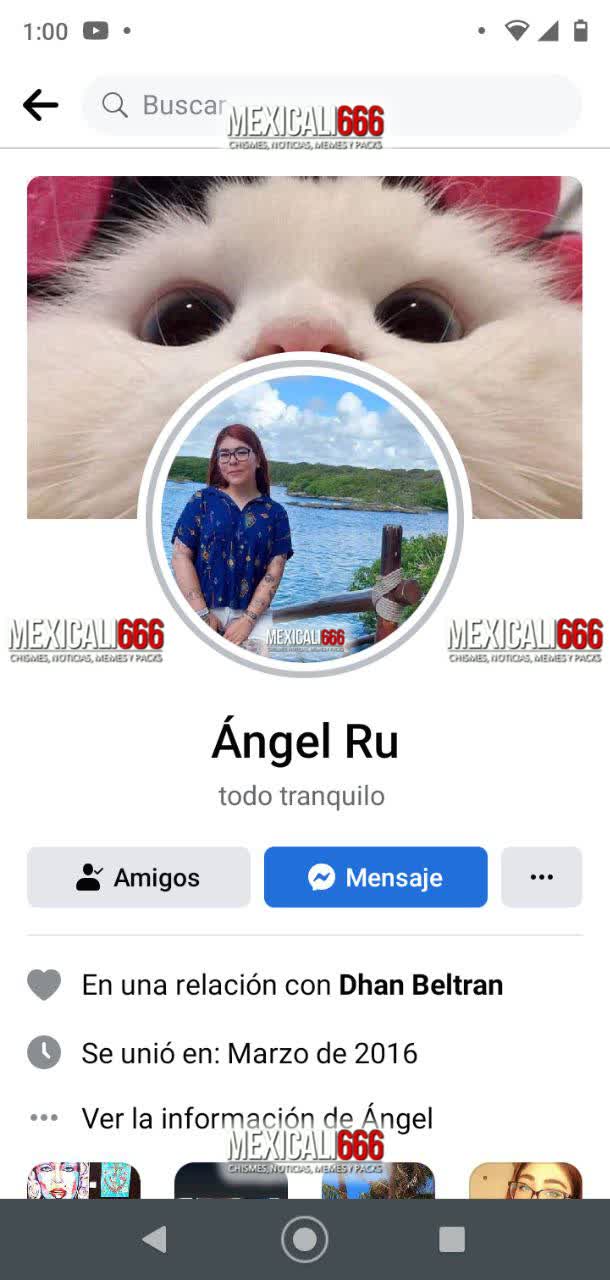 1:00
Buscar
MEXICALI666
CHISMES, NOTICIAS, MEMES Y PACKS
MEXICALI666
CHISMES, NOTICIAS, MEMES Y PACKS
MEXICALI666
CHISMES, NOTICIAS, MEMES Y PACKS
MEXICALI666
CHISMES, NOTICIAS, MEMES Y PACKS
Ángel Ru
todo tranquilo
Amigos
Mensaje
En una relación con Dhan Beltran
Se unió en: Marzo de 2016
Ver la información de Ángel
MEXICALI666
CHISMES, NOTICIAS, MEMES Y PACKS